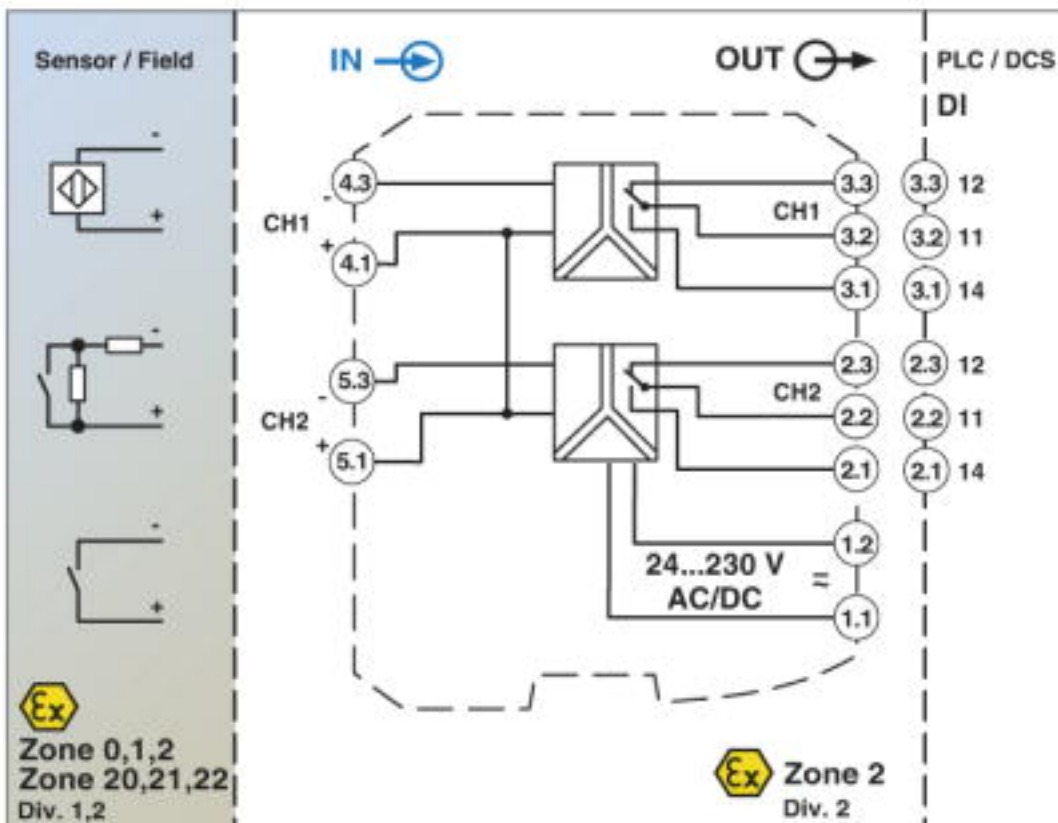 Sensor / Field
IN
OUT
PLC / DCS
DI
-
+
4.3
-
CH1
+
4.1
3.3
CH1
3.2
3.1
3.3 12
3.2 11
3.1 14
-
+
5.3
-
CH2
+
5.1
2.3
CH2
2.2
2.1
2.3 12
2.2 11
2.1 14
-
+
24...230 V
AC/DC
=
≈
1.2
1.1
Ex
Zone 0,1,2
Zone 20,21,22
Div. 1,2
Ex
Zone 2
Div. 2